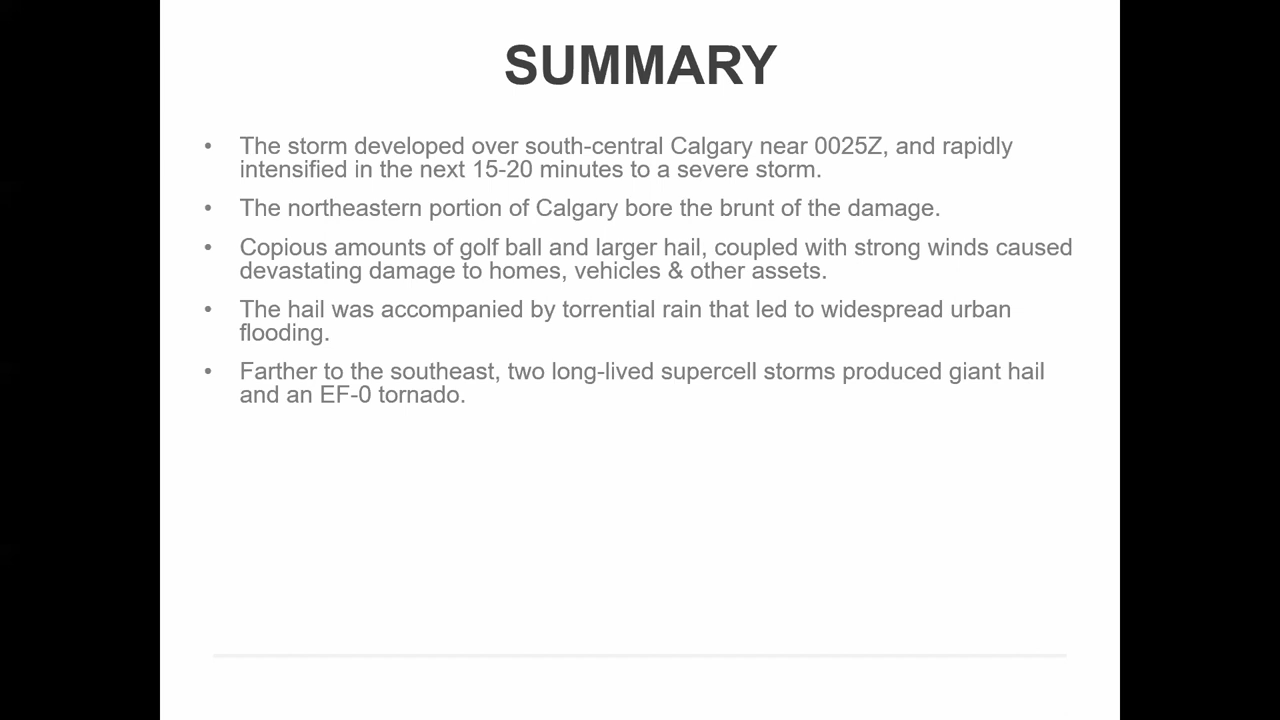 SUMMARY
• The storm developed over south-central Calgary near 0025Z, and rapidly
intensified in the next 15-20 minutes to a severe storm.
• The northeastern portion of Calgary bore the brunt of the damage.
• Copious amounts of golf ball and larger hail, coupled with strong winds caused
devastating damage to homes, vehicles & other assets.
• The hail was accompanied by torrential rain that led to widespread urban
flooding.
• Farther to the southeast, two long-lived supercell storms produced giant hail
and an EF-0 tornado.